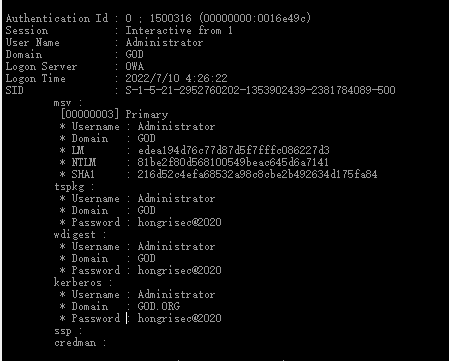 Authentication Id : 0 ; 1500316 (00000000:0016e49c)
Session : Interactive from 1
User Name : Administrator
Domain : GOD
Logon Server : OWA
Logon Time : 2022/7/10 4:26:22
SID : S-1-5-21-2952760202-1353902439-2381784089-500
msv :
[00000003] Primary
* Username : Administrator
* Domain : GOD
* LM : edea194d76c77d87d5f7fffc086227d3
* NTLM : 81be2f80d568100549beac645d6a7141
* SHA1 : 216d52c4efa68532a98c8cbe2b492634d175fa84
tspkg :
* Username : Administrator
* Domain : GOD
* Password : hongrisec@2020
wdigest :
* Username : Administrator
* Domain : GOD
* Password : hongrisec@2020
kerberos :
* Username : Administrator
* Domain : GOD.ORG
* Password : hongrisec@2020
ssp :
credman :